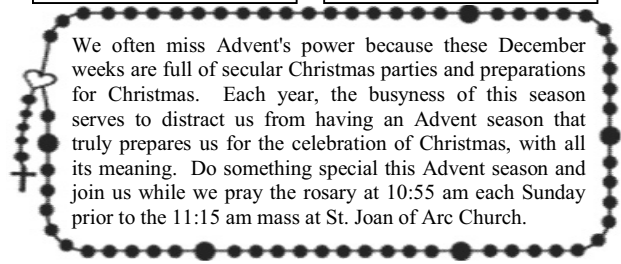 We often miss Advent's power because these December
weeks are full of secular Christmas parties and preparations
for Christmas.  Each year, the busyness of this season
serves to distract us from having an Advent season that
truly prepares us for the celebration of Christmas, with all
its meaning.  Do something special this Advent season and
join us while we pray the rosary at 10:55 am each Sunday
prior to the 11:15 am mass at St. Joan of Arc Church.